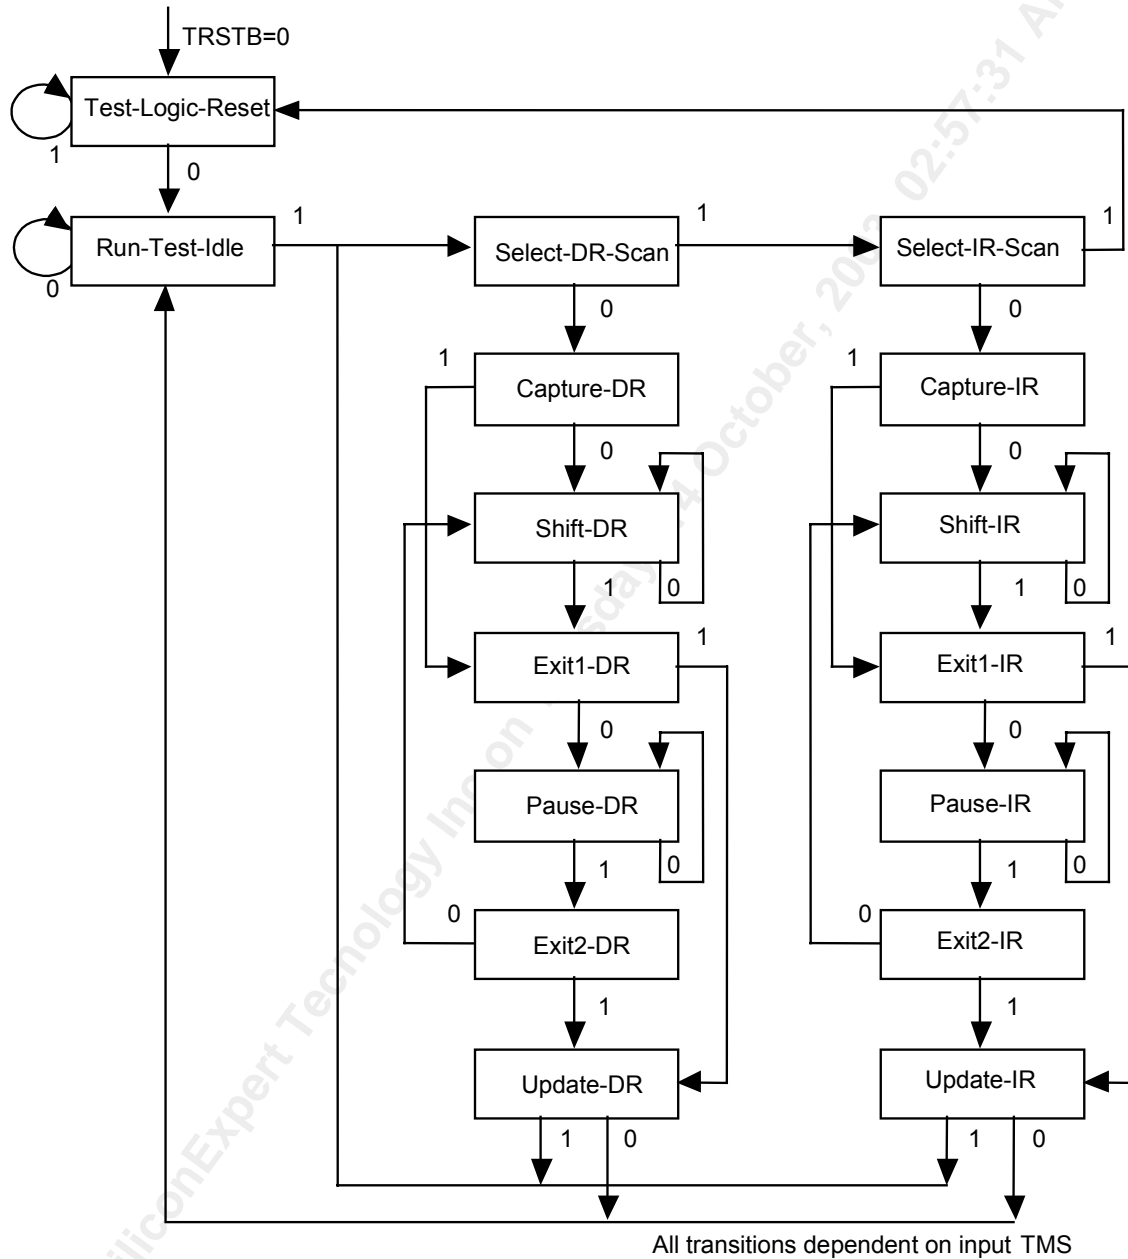 TRSTB=0
Test-Logic-Reset
1
0
Run-Test-Idle
1
0
Select-DR-Scan
1
Select-IR-Scan
1
0
0
1
Capture-DR
1
Capture-IR
0
0
Shift-DR
Shift-IR
1
0
1
0
Exit1-DR
1
Exit1-IR
1
0
0
Pause-DR
Pause-IR
1
0
1
0
0
Exit2-DR
0
Exit2-IR
1
1
Update-DR
Update-IR
1
0
1
0
All transitions dependent on input TMS